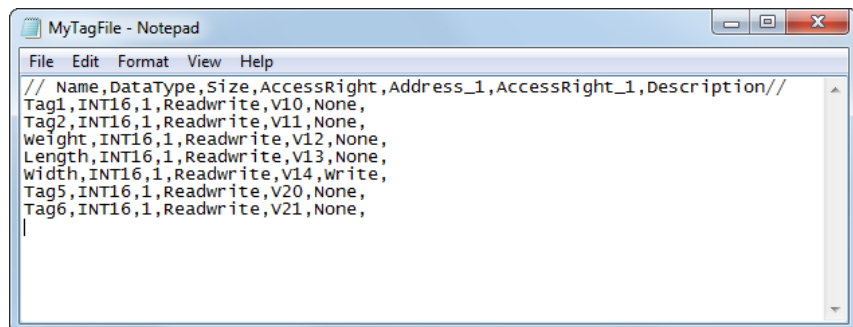 MyTagFile - Notepad
File Edit Format View Help
// Name,DataType,Size,AccessRight,Address_1,AccessRight_1,Description//
Tag1,INT16,1,Readwrite,V10,None,
Tag2,INT16,1,Readwrite,V11,None,
Weight,INT16,1,Readwrite,V12,None,
Length,INT16,1,Readwrite,V13,None,
Width,INT16,1,Readwrite,V14,Write,
Tag5,INT16,1,Readwrite,V20,None,
Tag6,INT16,1,Readwrite,V21,None,